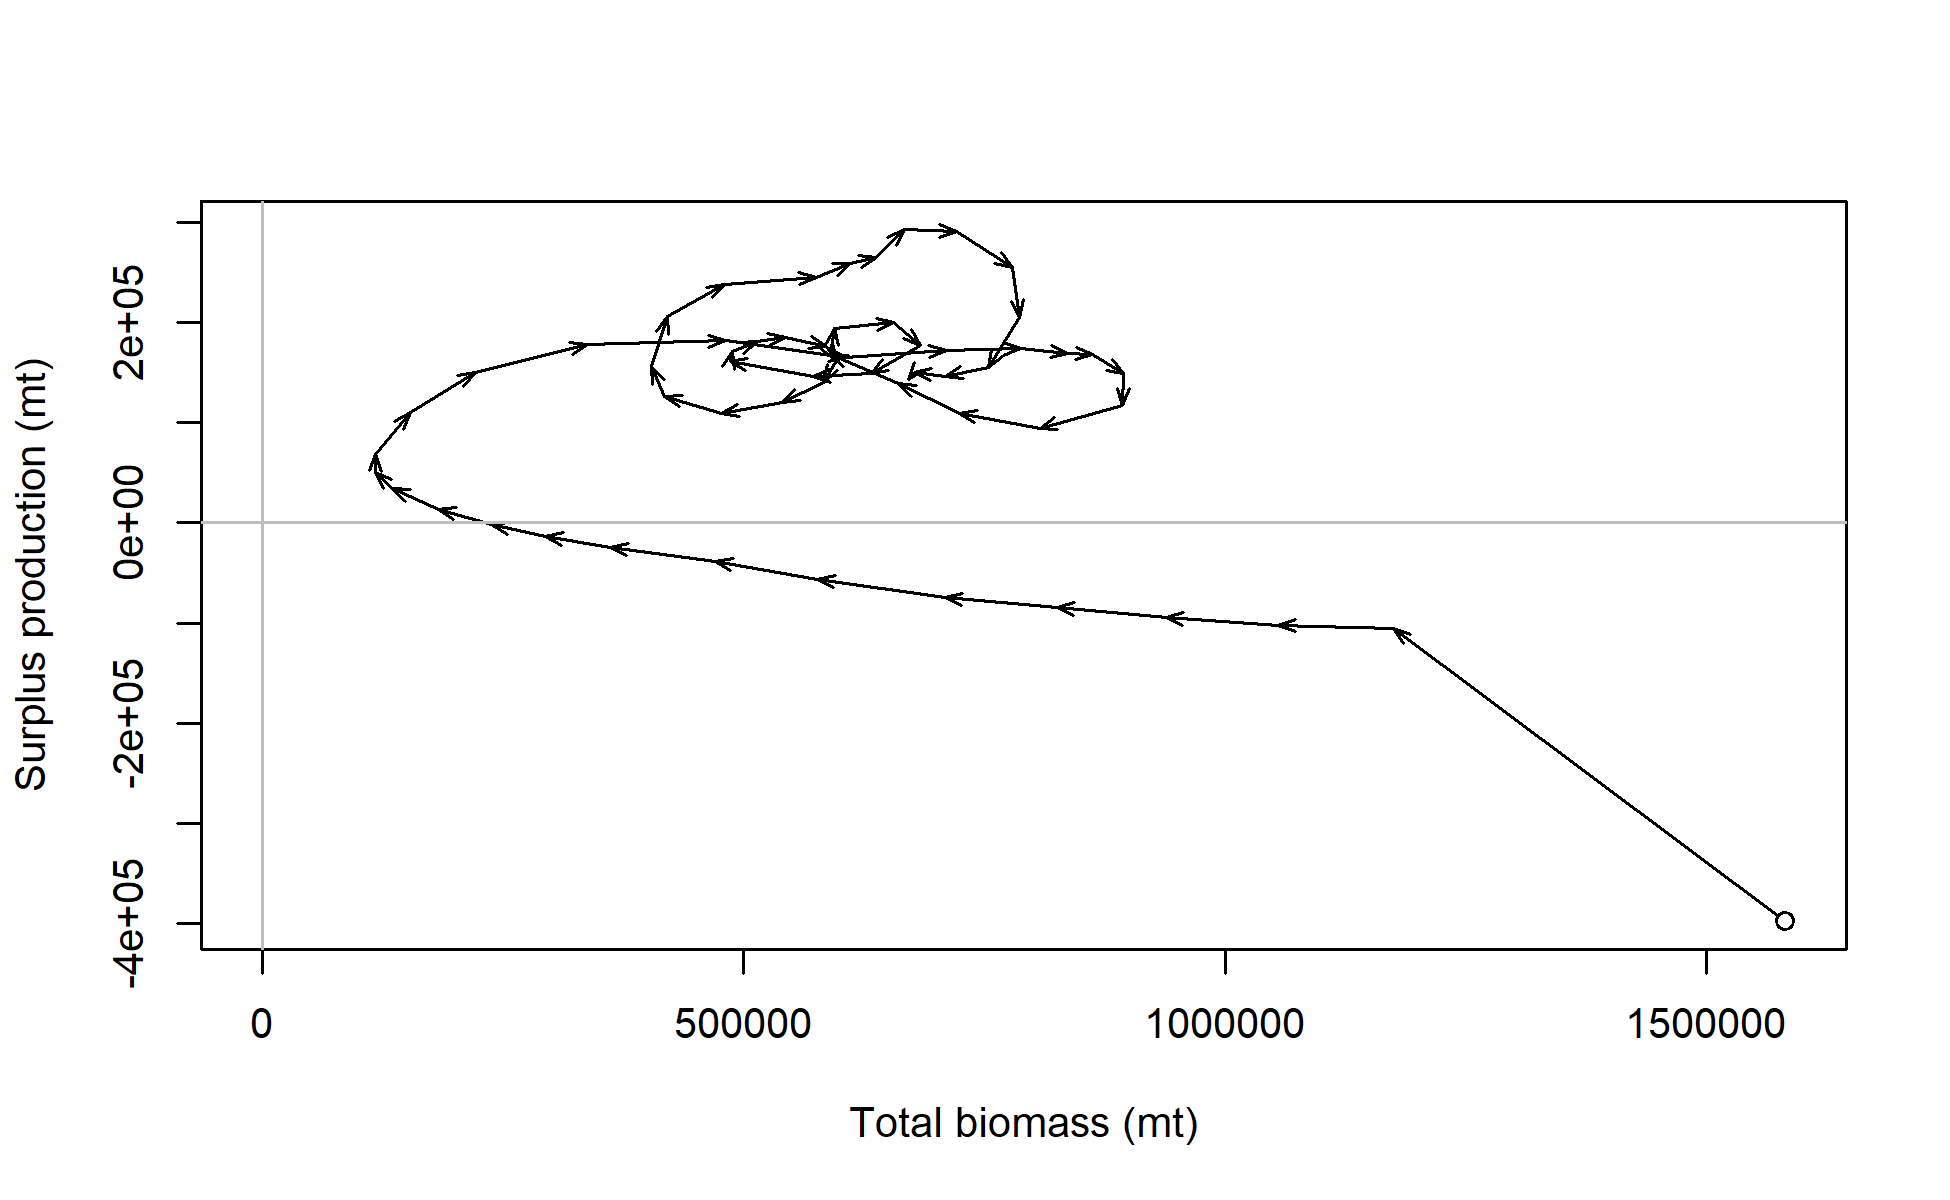 Surplus production (mt)
2e+05
0e+00
-2e+05
-4e+05
0 500000 1000000 1500000
Total biomass (mt)